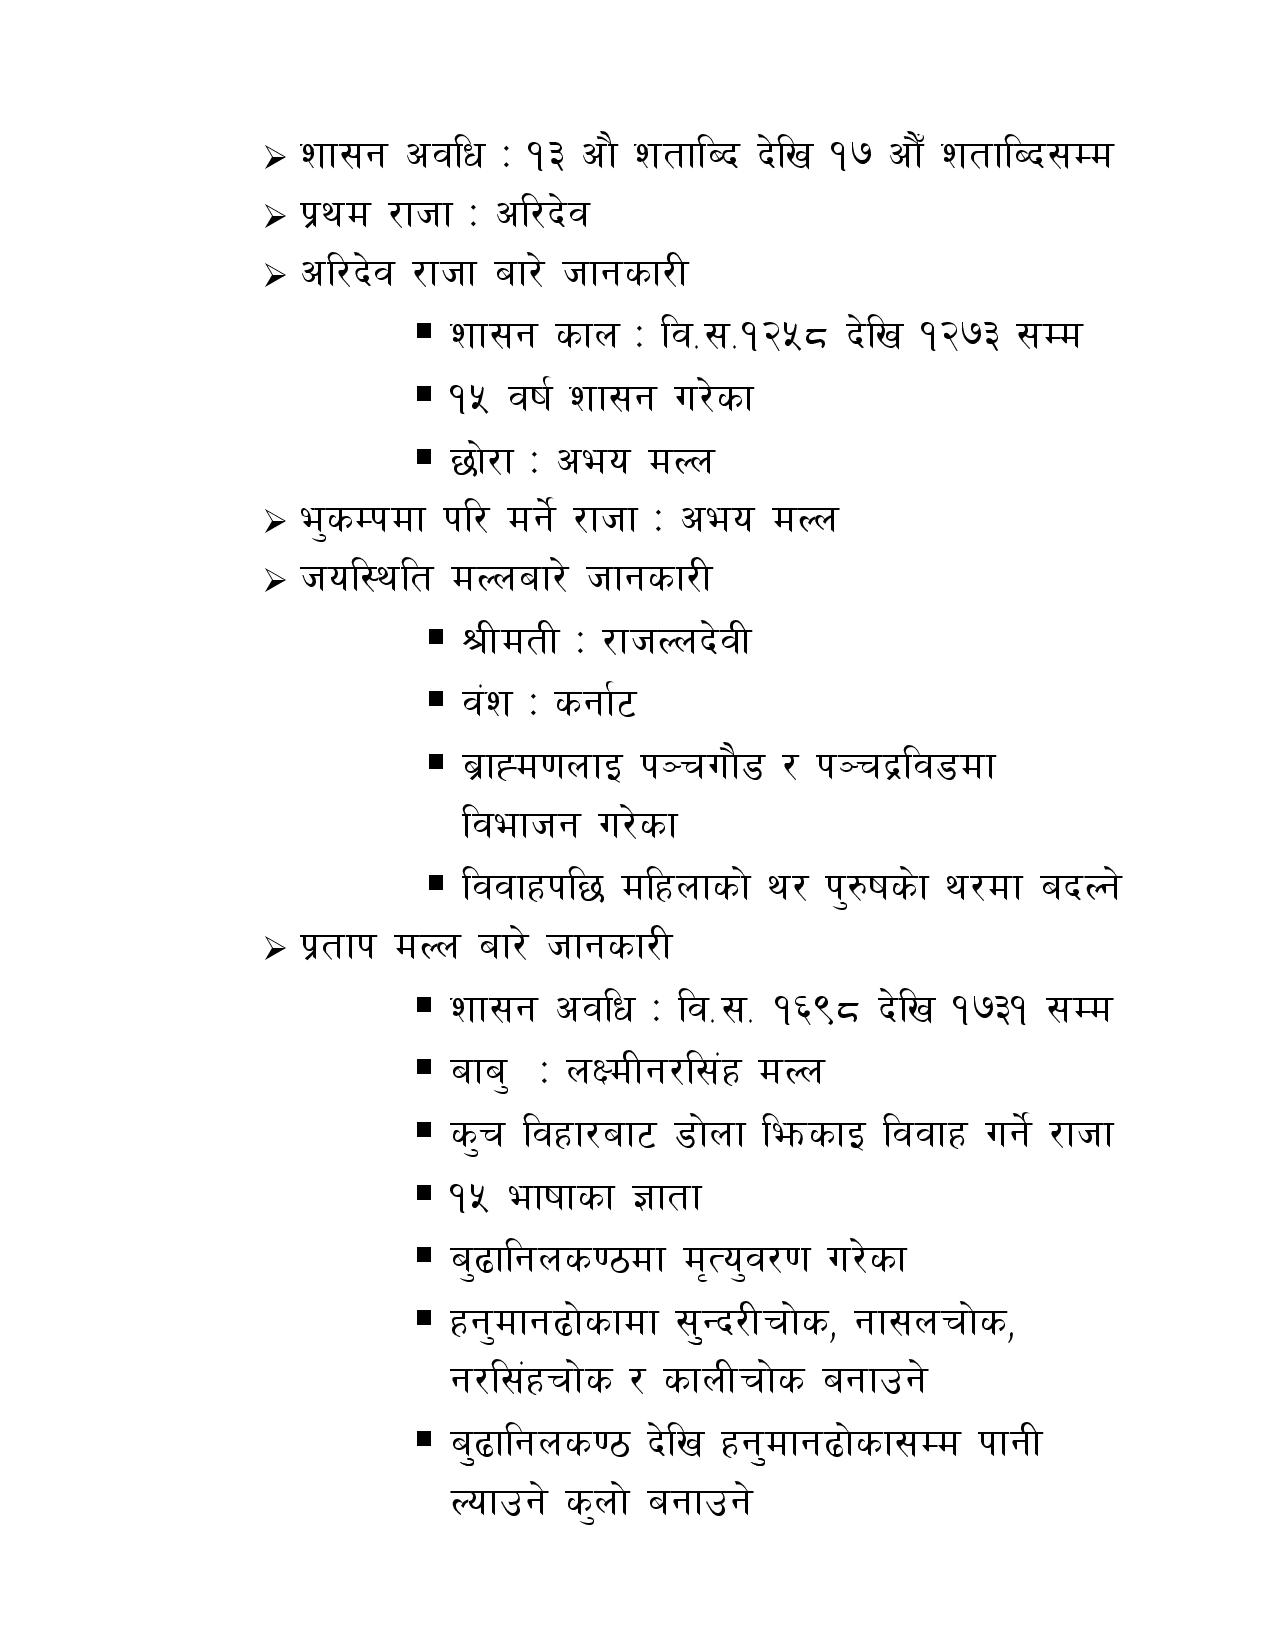 ➢ शासन अवधि : १३ औ शताब्दि देखि १७ औँ शताब्दिसम्म
➢ प्रथम राजा : अरिदेव
➢ अरिदेव राजा बारे जानकारी
▪ शासन काल : वि.स.१२५८ देखि १२७३ सम्म
▪ १५ वर्ष शासन गरेका
▪ छोरा : अभय मल्ल
➢ भुकम्पमा परि मर्ने राजा : अभय मल्ल
➢ जयस्थिति मल्लबारे जानकारी
▪ श्रीमती : राजल्लदेवी
▪ वंश : कर्नाट
▪ ब्राह्मणलाइ पञ्चगौड र पञ्चद्रविडमा
विभाजन गरेका
▪ विवाहपछि महिलाको थर पुरुषको थरमा बदल्ने
➢ प्रताप मल्ल बारे जानकारी
▪ शासन अवधि : वि.स. १६९८ देखि १७३१ सम्म
▪ बाबु : लक्ष्मीनरसिंह मल्ल
▪ कुच विहारबाट डोला झिकाइ विवाह गर्ने राजा
▪ १५ भाषाका ज्ञाता
▪ बुढानिलकण्ठमा मृत्युवरण गरेका
▪ हनुमानढोकामा सुन्दरीचोक, नासलचोक,
नरसिंहचोक र कालीचोक बनाउने
▪ बुढानिलकण्ठ देखि हनुमानढोकासम्म पानी
ल्याउने कुलो बनाउने